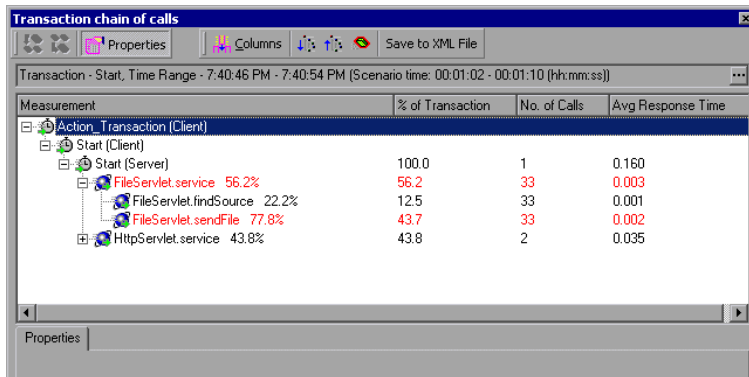 Transaction chain of calls
Properties Columns Save to XML File
Transaction - Start, Time Range - 7:40:46 PM - 7:40:54 PM (Scenario time: 00:01:02 - 00:01:10 (hh:mm:ss)) ...
Measurement % of Transaction No. of Calls Avg Response Time
Action_Transaction (Client)
Start (Client)
Start (Server) 100.0 1 0.160
FileServlet.service 56.2% 56.2 33 0.003
FileServlet.findSource 22.2% 12.5 33 0.001
FileServlet.sendFile 77.8% 43.7 33 0.002
HttpServlet.service 43.8% 43.8 2 0.035
Properties